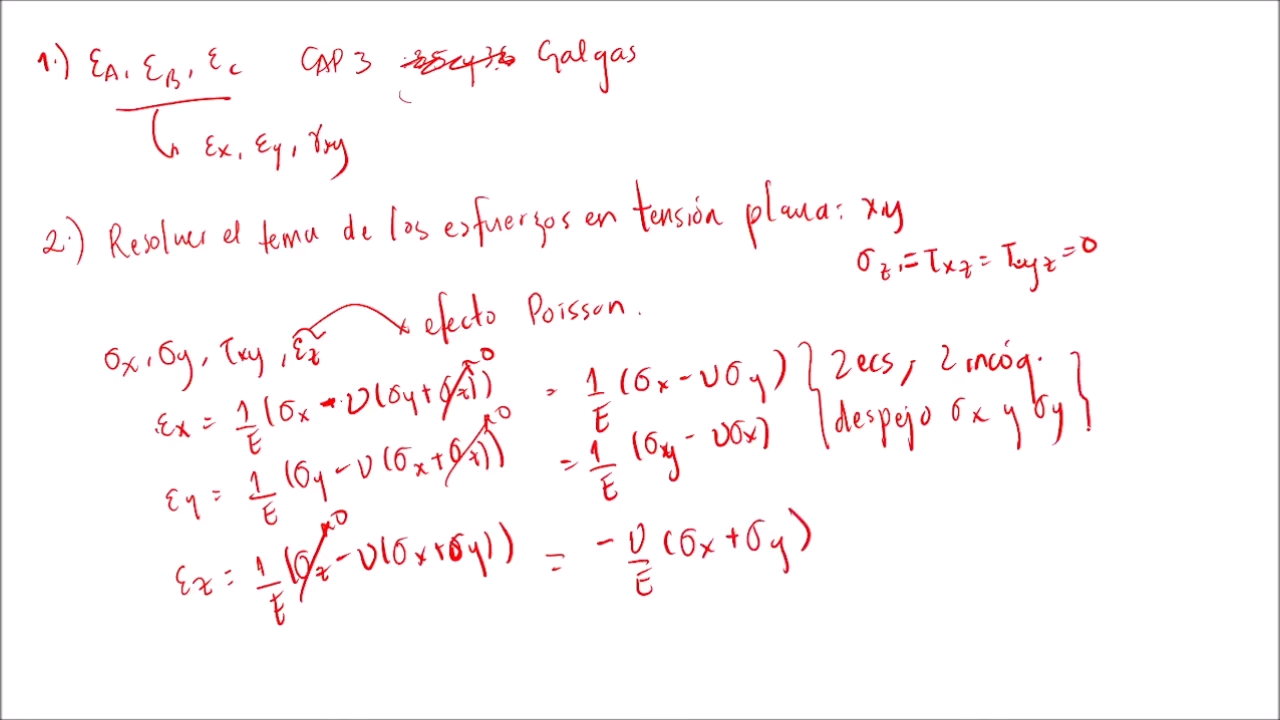 1.) εA, εB, εc CAP 3 Galgas
εx, εy, γxy
2.) Resolver el tema de los esfuerzos en tensión plana: xy
σz = τxz = τyz = 0
σx, σy, τxy, εz efecto Poisson.
εx = 1/E (σx - ν(σy + σz)) = 1/E (σx - νσy) } 2 ecs, 2 incóg.
εy = 1/E (σy - ν(σx + σz)) = 1/E (σy - νσx) despejo σx y σy
εz = 1/E (σz - ν(σx + σy)) = -ν/E (σx + σy)